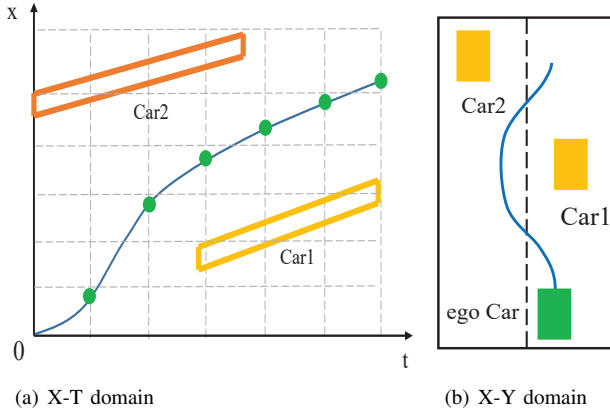 x
Car2
Car1
0
t
(a) X-T domain
Car2
Car1
ego Car
(b) X-Y domain